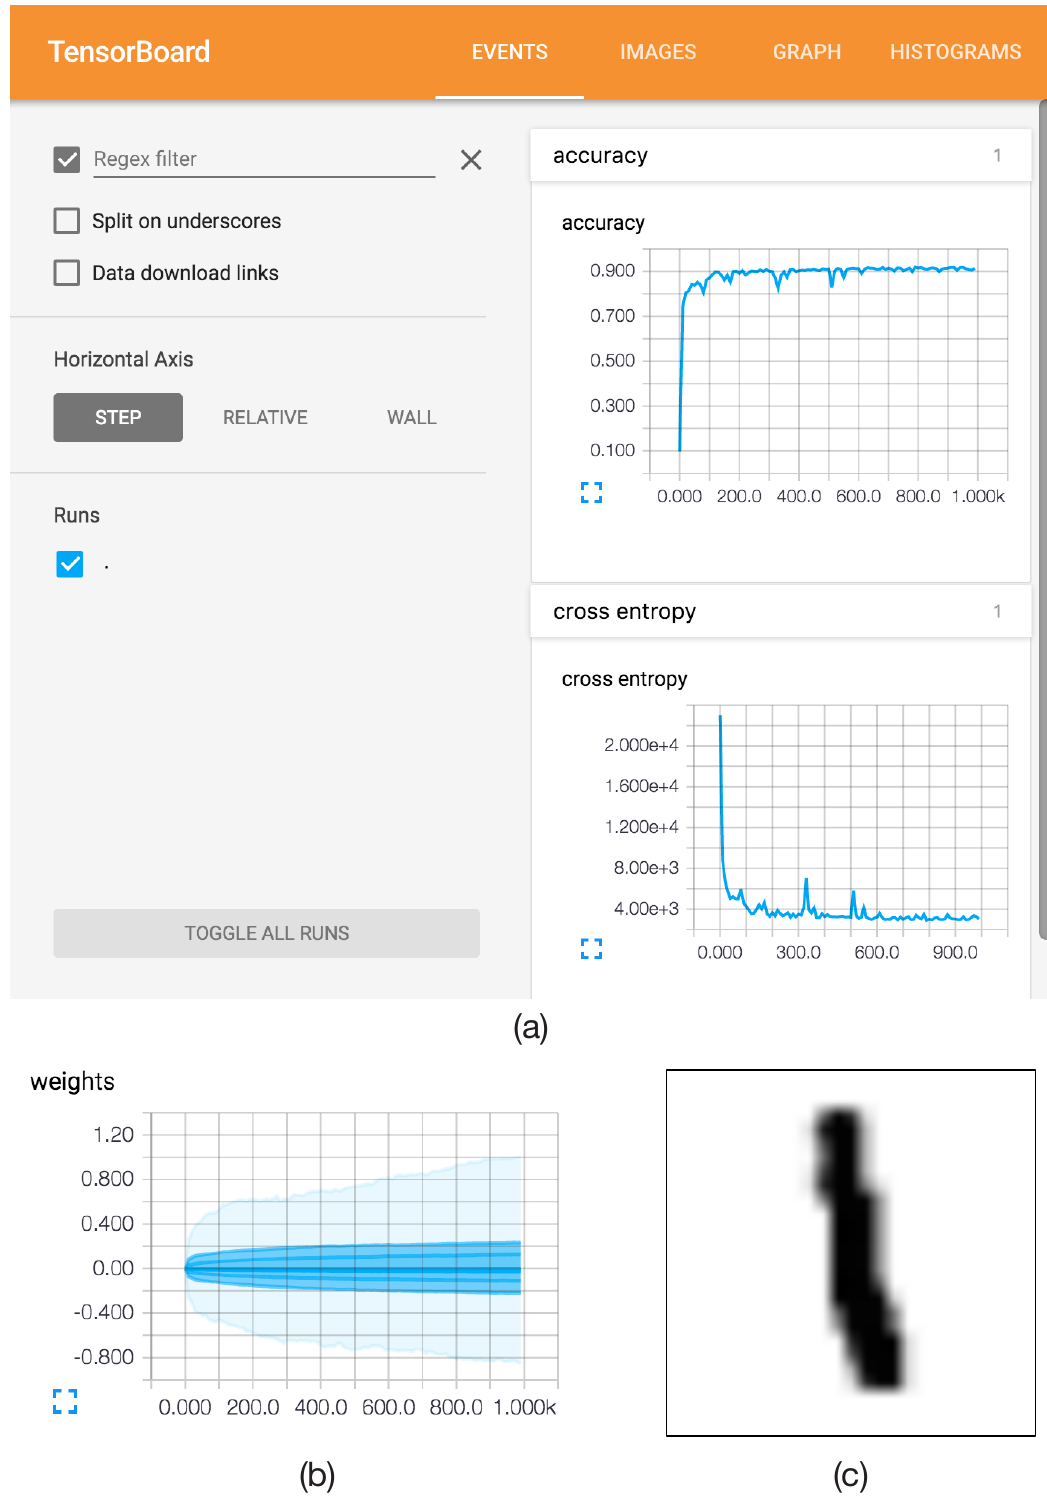 TensorBoard EVENTS IMAGES GRAPH HISTOGRAMS
Regex filter
Split on underscores
Data download links
Horizontal Axis
STEP RELATIVE WALL
Runs
.
TOGGLE ALL RUNS
accuracy 1
accuracy
0.900
0.700
0.500
0.300
0.100
0.000 200.0 400.0 600.0 800.0 1.000k
cross entropy 1
cross entropy
2.000e+4
1.600e+4
1.200e+4
8.00e+3
4.00e+3
0.000 300.0 600.0 900.0
(a)
weights
1.20
0.800
0.400
0.00
-0.400
-0.800
0.000 200.0 400.0 600.0 800.0 1.000k
(b)
(c)